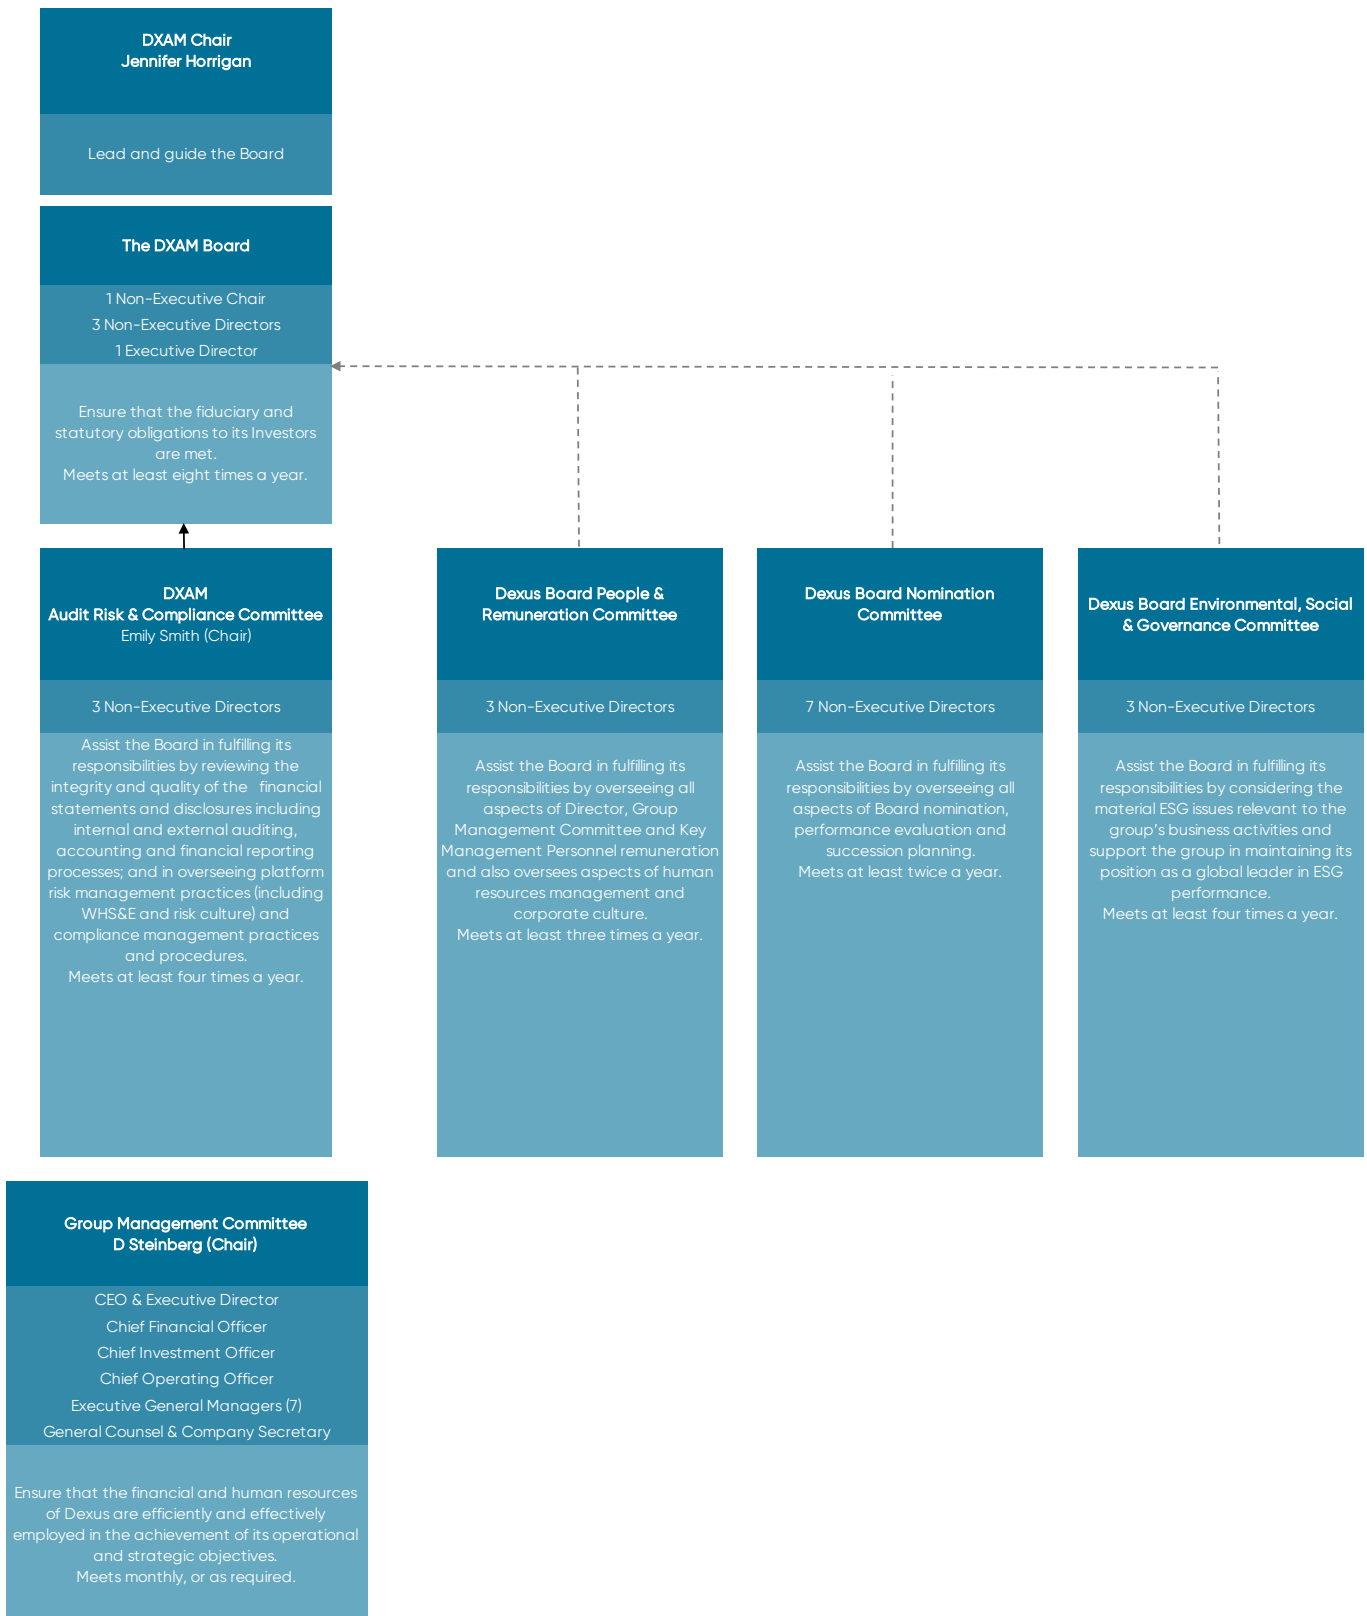 DXAM Chair
Jennifer Horrigan
Lead and guide the Board
The DXAM Board
1 Non-Executive Chair
3 Non-Executive Directors
1 Executive Director
Ensure that the fiduciary and
statutory obligations to its Investors
are met.
Meets at least eight times a year.
DXAM
Audit Risk & Compliance Committee
Emily Smith (Chair)
3 Non-Executive Directors
Assist the Board in fulfilling its
responsibilities by reviewing the
integrity and quality of the financial
statements and disclosures including
internal and external auditing,
accounting and financial reporting
processes; and in overseeing platform
risk management practices (including
WHS&E and risk culture) and
compliance management practices
and procedures.
Meets at least four times a year.
Dexus Board People &
Remuneration Committee
3 Non-Executive Directors
Assist the Board in fulfilling its
responsibilities by overseeing all
aspects of Director, Group
Management Committee and Key
Management Personnel remuneration
and also oversees aspects of human
resources management and
corporate culture.
Meets at least three times a year.
Dexus Board Nomination
Committee
7 Non-Executive Directors
Assist the Board in fulfilling its
responsibilities by overseeing all
aspects of Board nomination,
performance evaluation and
succession planning.
Meets at least twice a year.
Dexus Board Environmental, Social
& Governance Committee
3 Non-Executive Directors
Assist the Board in fulfilling its
responsibilities by considering the
material ESG issues relevant to the
group's business activities and
support the group in maintaining its
position as a global leader in ESG
performance.
Meets at least four times a year.
Group Management Committee
D Steinberg (Chair)
CEO & Executive Director
Chief Financial Officer
Chief Investment Officer
Chief Operating Officer
Executive General Managers (7)
General Counsel & Company Secretary
Ensure that the financial and human resources
of Dexus are efficiently and effectively
employed in the achievement of its operational
and strategic objectives.
Meets monthly, or as required.